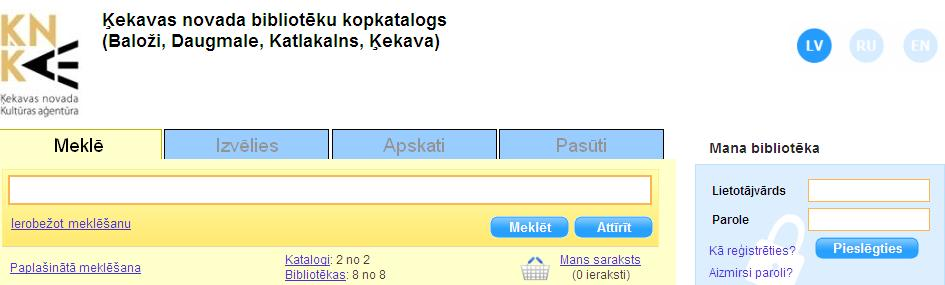 Ķekavas novada bibliotēku kopkatalogs
(Baloži, Daugmale, Katlakalns, Ķekava)
LV RU EN
KN
KAE
Ķekavas novada
Kultūras aģentūra
Meklē Izvēlies Apskati Pasūti
Mana bibliotēka
Lietotājvārds
Parole
Ierobežot meklēšanu
Meklēt Attīrīt
Kā reģistrēties? Pieslēgties
Aizmirsi paroli?
Paplašinātā meklēšana
Katalogi: 2 no 2
Bibliotēkas: 8 no 8
Mans saraksts
(0 ieraksti)